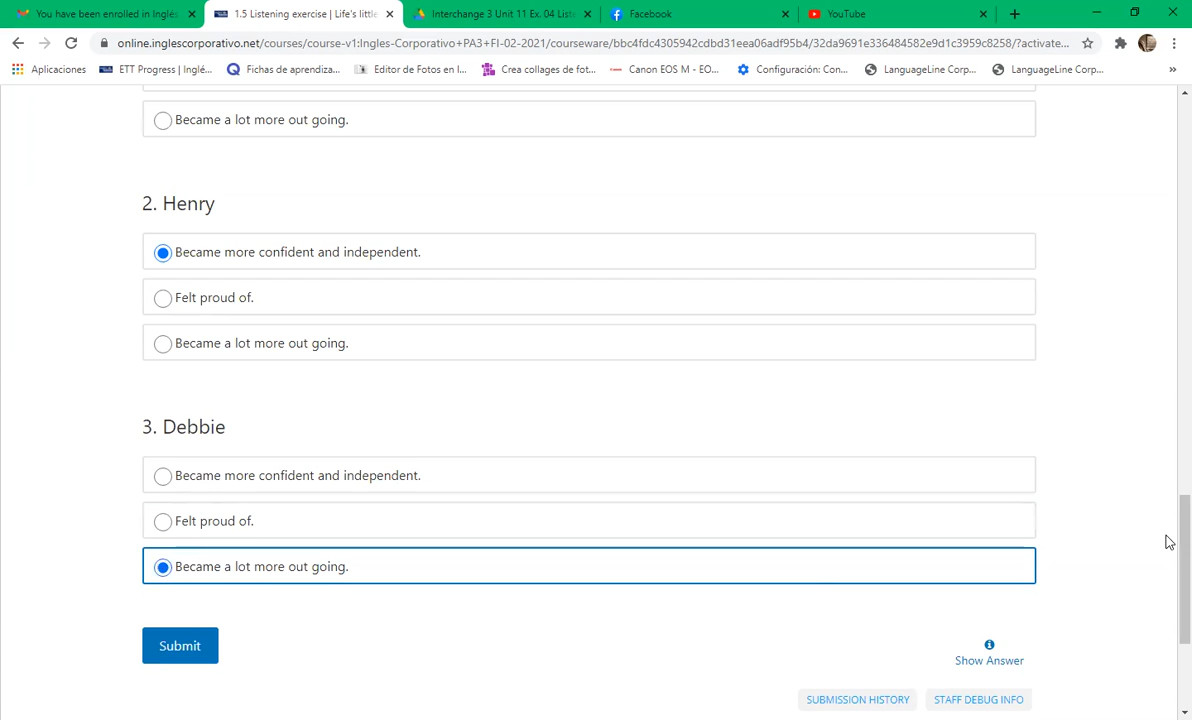 You have been enrolled in Inglés
1.5 Listening exercise | Life's little
Interchange 3 Unit 11 Ex. 04 Liste
Facebook
YouTube
online.inglescorporativo.net/courses/course-v1:Ingles-Corporativo+PA3+FI-02-2021/courseware/bbc4fdc4305942cdbd31eea06adf95b4/32da9691e336484582e9d1c3959c8258/?activate...
Aplicaciones
ETT Progress | Inglé...
Fichas de aprendiza...
Editor de Fotos en l...
Crea collages de fot...
Canon EOS M - EO...
Configuración: Con...
LanguageLine Corp...
LanguageLine Corp...
Became a lot more out going.
2. Henry
Became more confident and independent.
Felt proud of.
Became a lot more out going.
3. Debbie
Became more confident and independent.
Felt proud of.
Became a lot more out going.
Submit
Show Answer
SUBMISSION HISTORY
STAFF DEBUG INFO